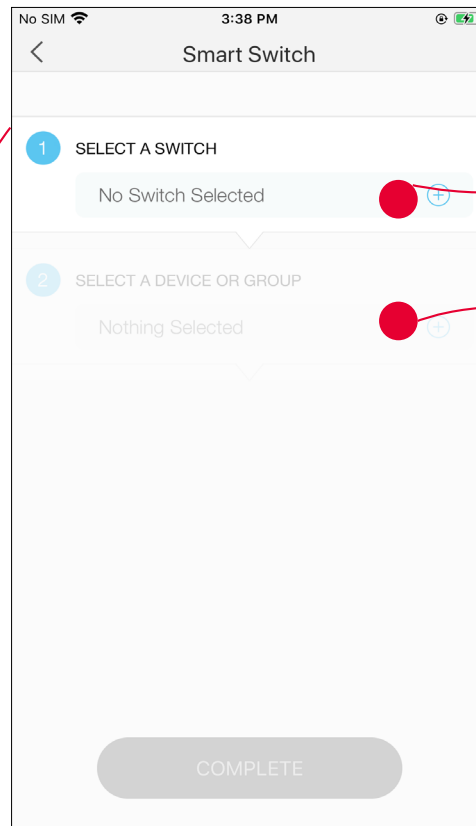 No SIM 3:38 PM
Smart Switch
1 SELECT A SWITCH
No Switch Selected
2 SELECT A DEVICE OR GROUP
Nothing Selected
COMPLETE